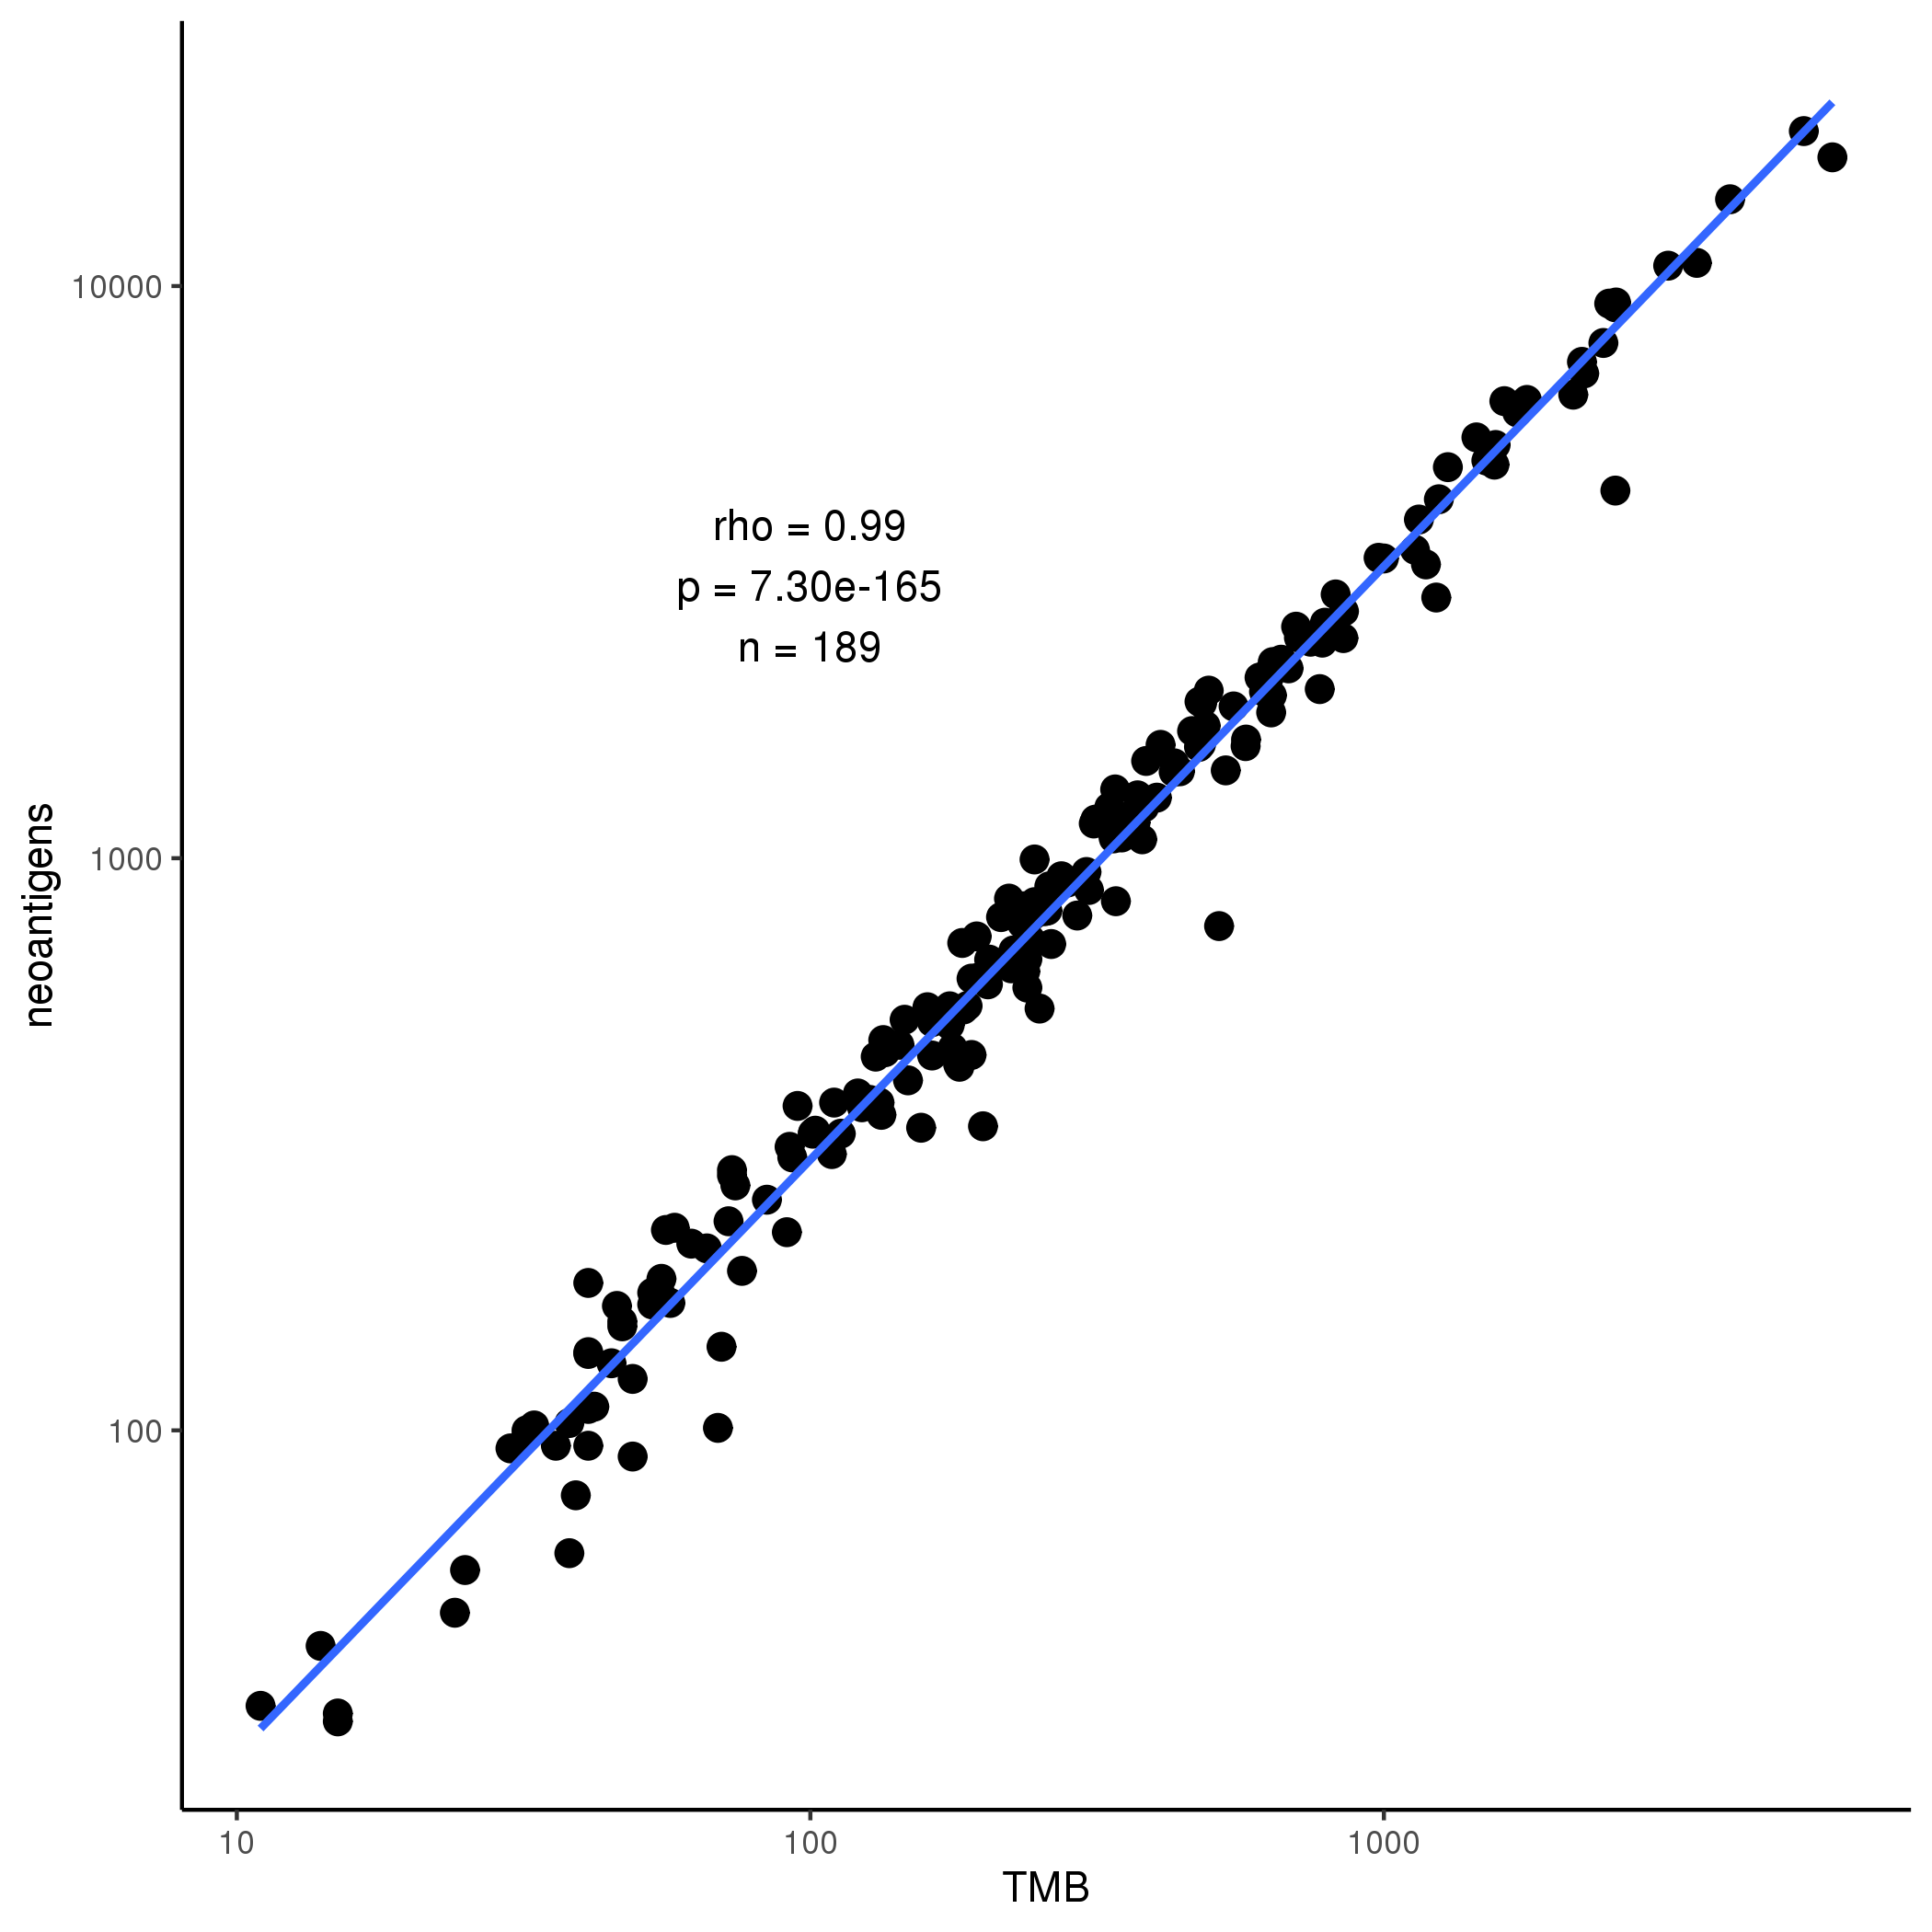 10000
1000
100
neoantigens
rho = 0.99
p = 7.30e-165
n = 189
10
100
1000
TMB